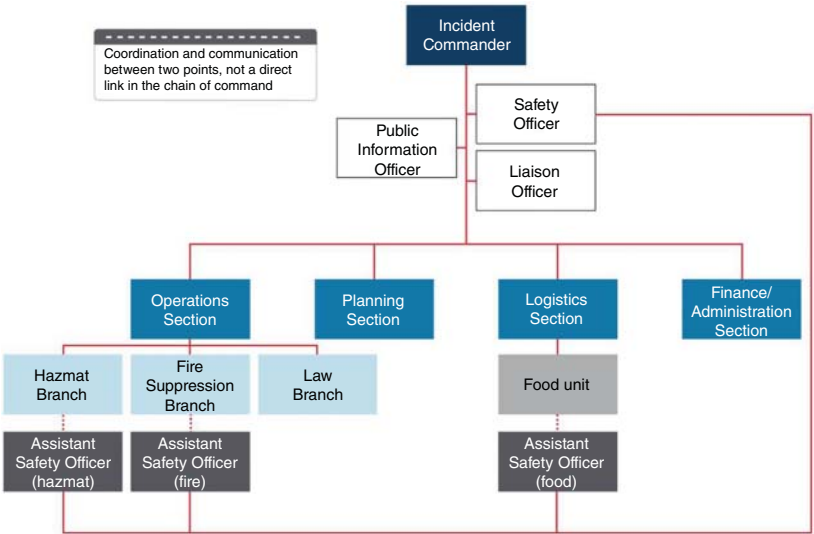 Incident
Commander
Coordination and communication
between two points, not a direct
link in the chain of command
Safety
Officer
Public
Information
Officer
Liaison
Officer
Operations
Section
Planning
Section
Logistics
Section
Finance/
Administration
Section
Hazmat
Branch
Fire
Suppression
Branch
Law
Branch
Food unit
Assistant
Safety Officer
(hazmat)
Assistant
Safety Officer
(fire)
Assistant
Safety Officer
(food)